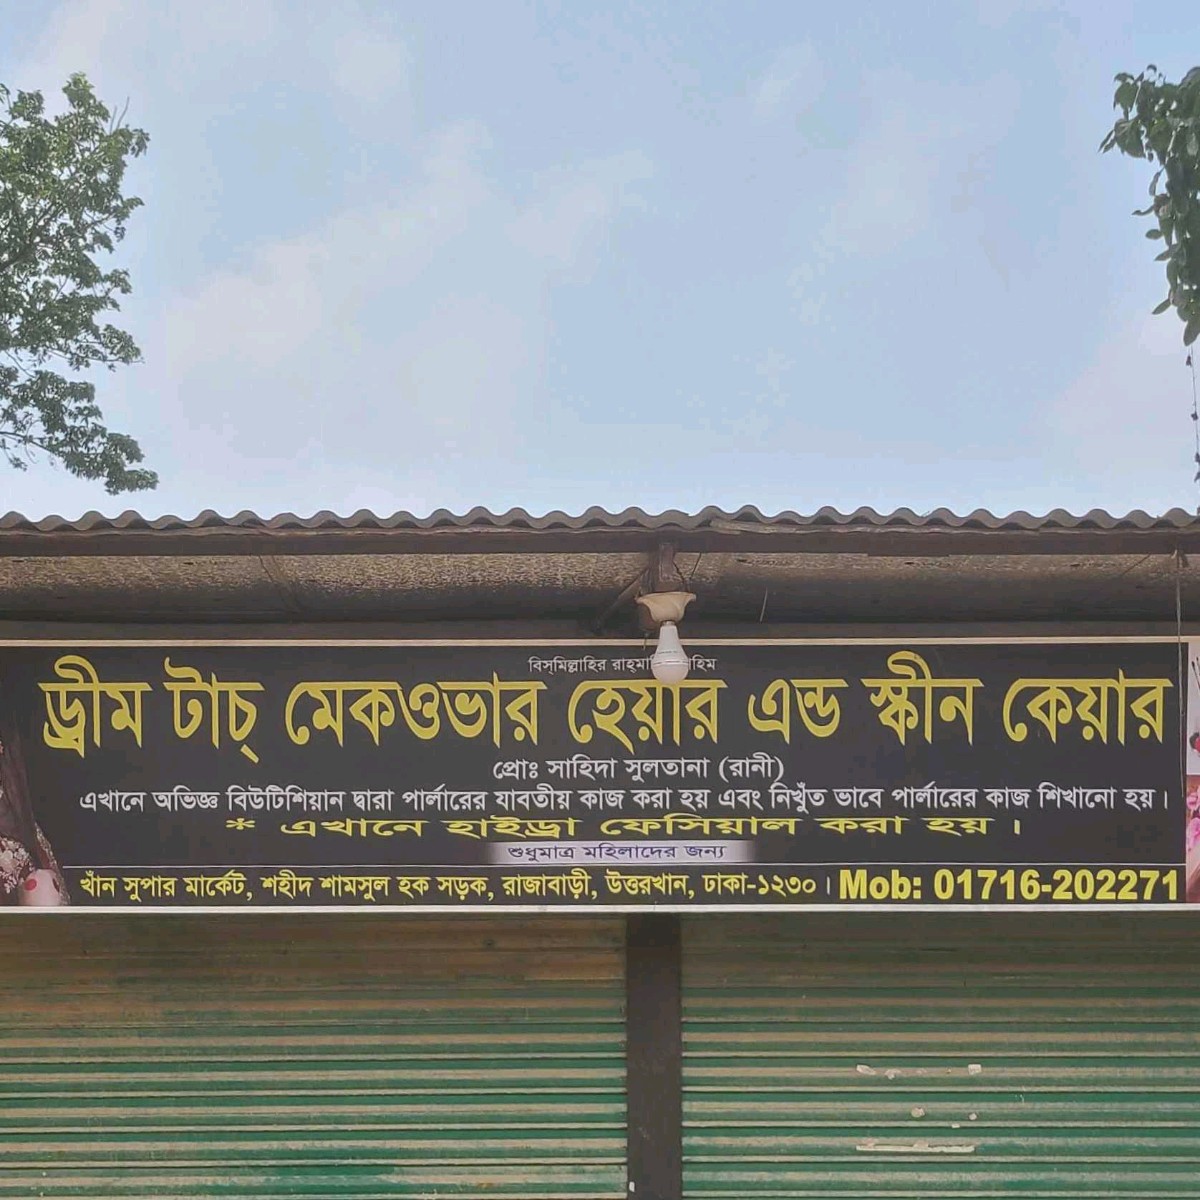 বিস্‌মিল্লাহির
ড্রীম টাচ্ মেকওভার হেয়ার এন্ড স্কীন কেয়ার
প্রোঃ সাহিদা সুলতানা (রানী)
এখানে অভিজ্ঞ বিউটিশিয়ান দ্বারা পার্লারের যাবতীয় কাজ করা হয় এবং নিখুঁত ভাবে পার্লারের কাজ শিখানো হয়।
* এখানে হাইড্রা ফেসিয়াল করা হয় ।
শুধুমাত্র মহিলাদের জন্য
খাঁন সুপার মার্কেট, শহীদ শামসুল হক সড়ক, রাজাবাড়ী, উত্তরখান, ঢাকা-১২৩০। Mob: 01716-202271